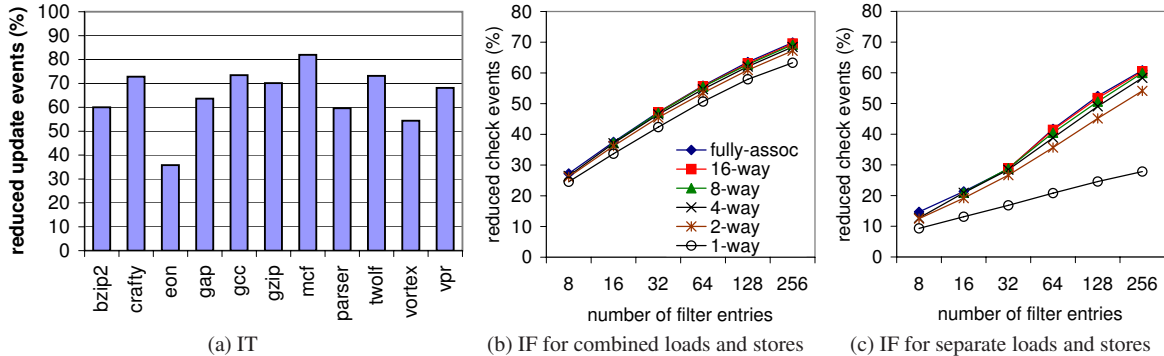 reduced update events (%)
100
90
80
70
60
50
40
30
20
10
0
bzip2
crafty
eon
gap
gcc
gzip
mcf
parser
twolf
vortex
vpr
(a) IT
reduced check events (%)
80
70
60
50
40
30
20
10
0
fully-assoc
16-way
8-way
4-way
2-way
1-way
8 16 32 64 128 256
number of filter entries
(b) IF for combined loads and stores
reduced check events (%)
80
70
60
50
40
30
20
10
0
8 16 32 64 128 256
number of filter entries
(c) IF for separate loads and stores